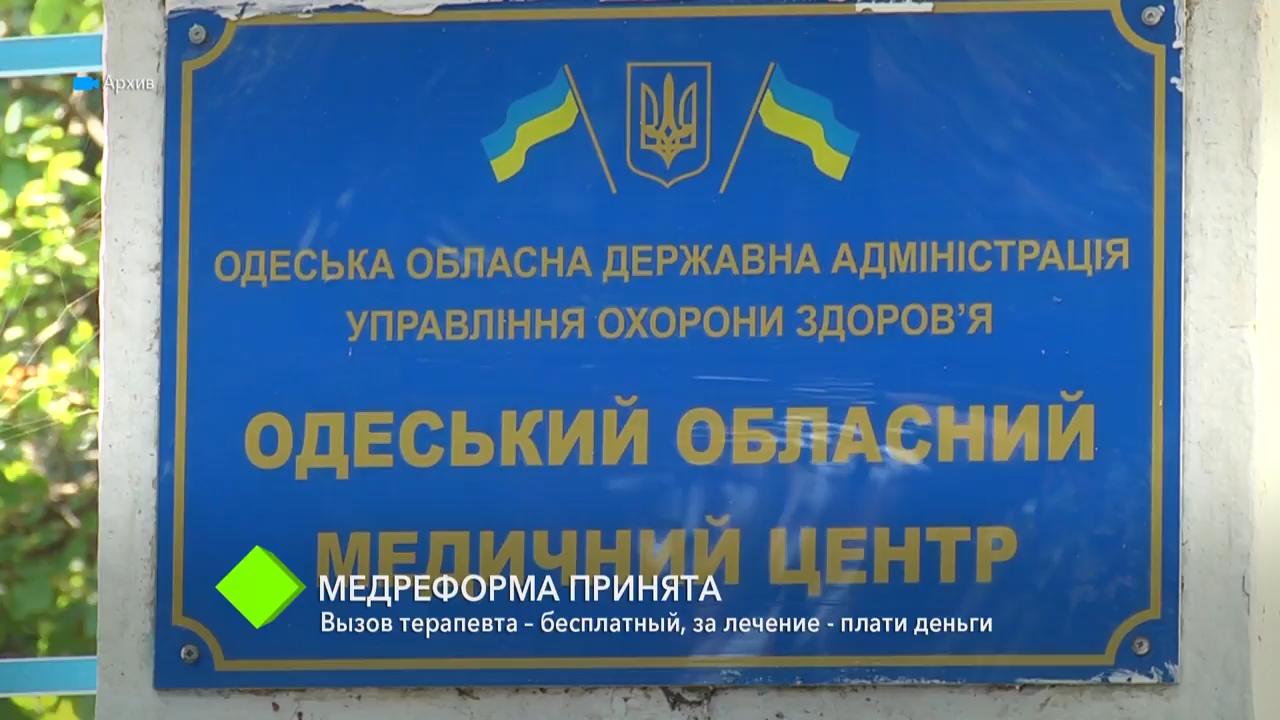 Архив
ОДЕСЬКА ОБЛАСНА ДЕРЖАВНА АДМІНІСТРАЦІЯ
УПРАВЛІННЯ ОХОРОНИ ЗДОРОВ’Я
ОДЕСЬКИЙ ОБЛАСНИЙ
МЕДИЧНИЙ ЦЕНТР
МЕДРЕФОРМА ПРИНЯТА
Вызов терапевта – бесплатный, за лечение - плати деньги